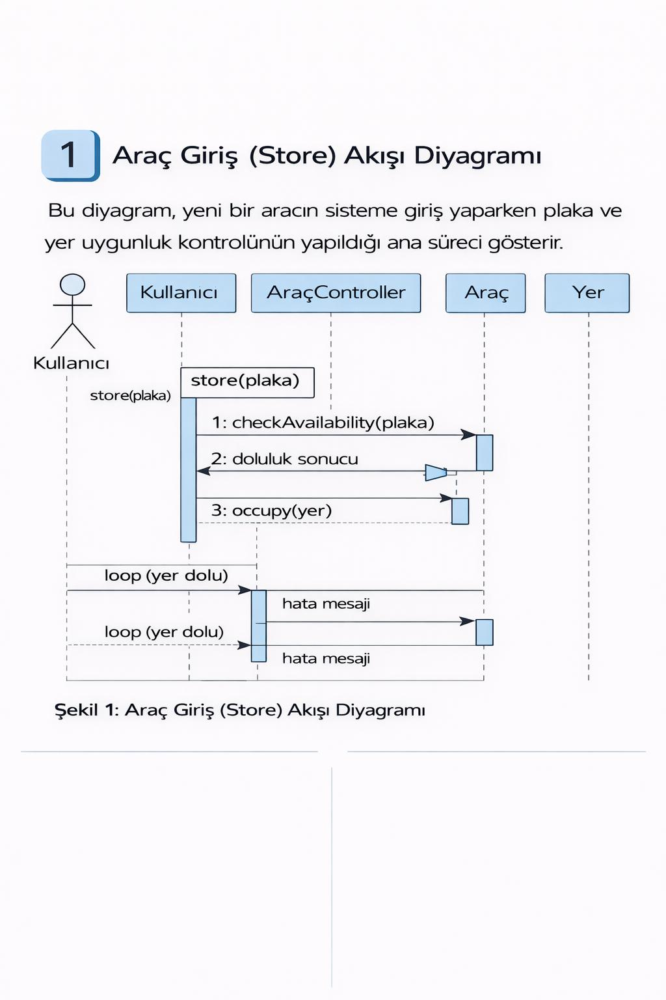 1
Araç Giriş (Store) Akışı Diyagramı
Bu diyagram, yeni bir aracın sisteme giriş yaparken plaka ve
yer uygunluk kontrolünün yapıldığı ana süreci gösterir.
Kullanıcı
AraçController
Araç
Yer
Kullanıcı
store(plaka)
store(plaka)
1: checkAvailability(plaka)
2: doluluk sonucu
3: occupy(yer)
loop (yer dolu)
hata mesaji
loop (yer dolu)
hata mesaji
Şekil 1: Araç Giriş (Store) Akışı Diyagramı